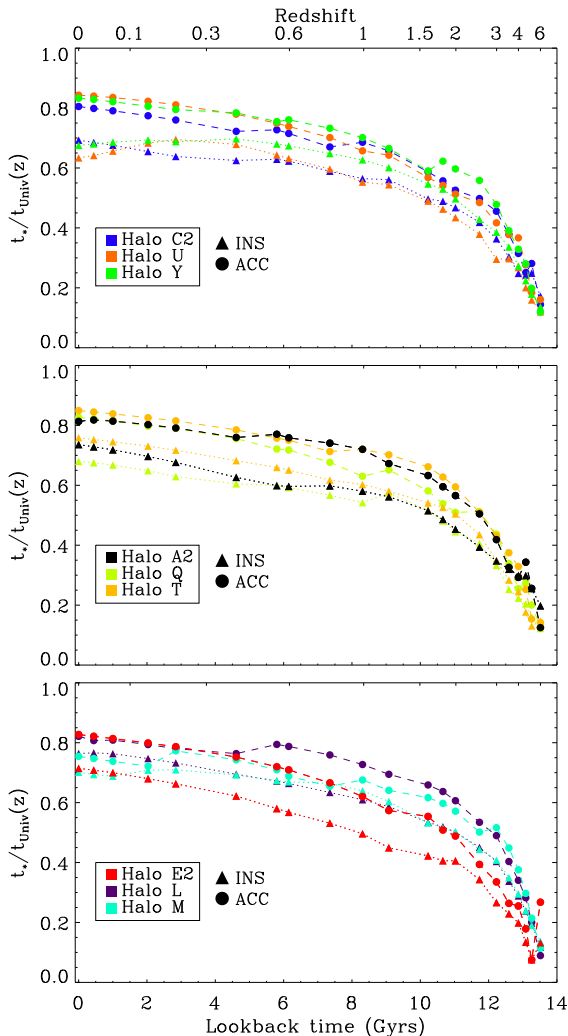 Redshift
0 0.1 0.3 0.6 1 1.5 2 3 4 6
1.0
0.8
0.6
0.4
0.2
0.0
t*/tUniv(z)
Halo C2
Halo U
Halo Y
INS
ACC
1.0
0.8
0.6
0.4
0.2
0.0
t*/tUniv(z)
Halo A2
Halo Q
Halo T
INS
ACC
1.0
0.8
0.6
0.4
0.2
0.0
t*/tUniv(z)
Halo E2
Halo L
Halo M
INS
ACC
0 2 4 6 8 10 12 14
Lookback time (Gyrs)